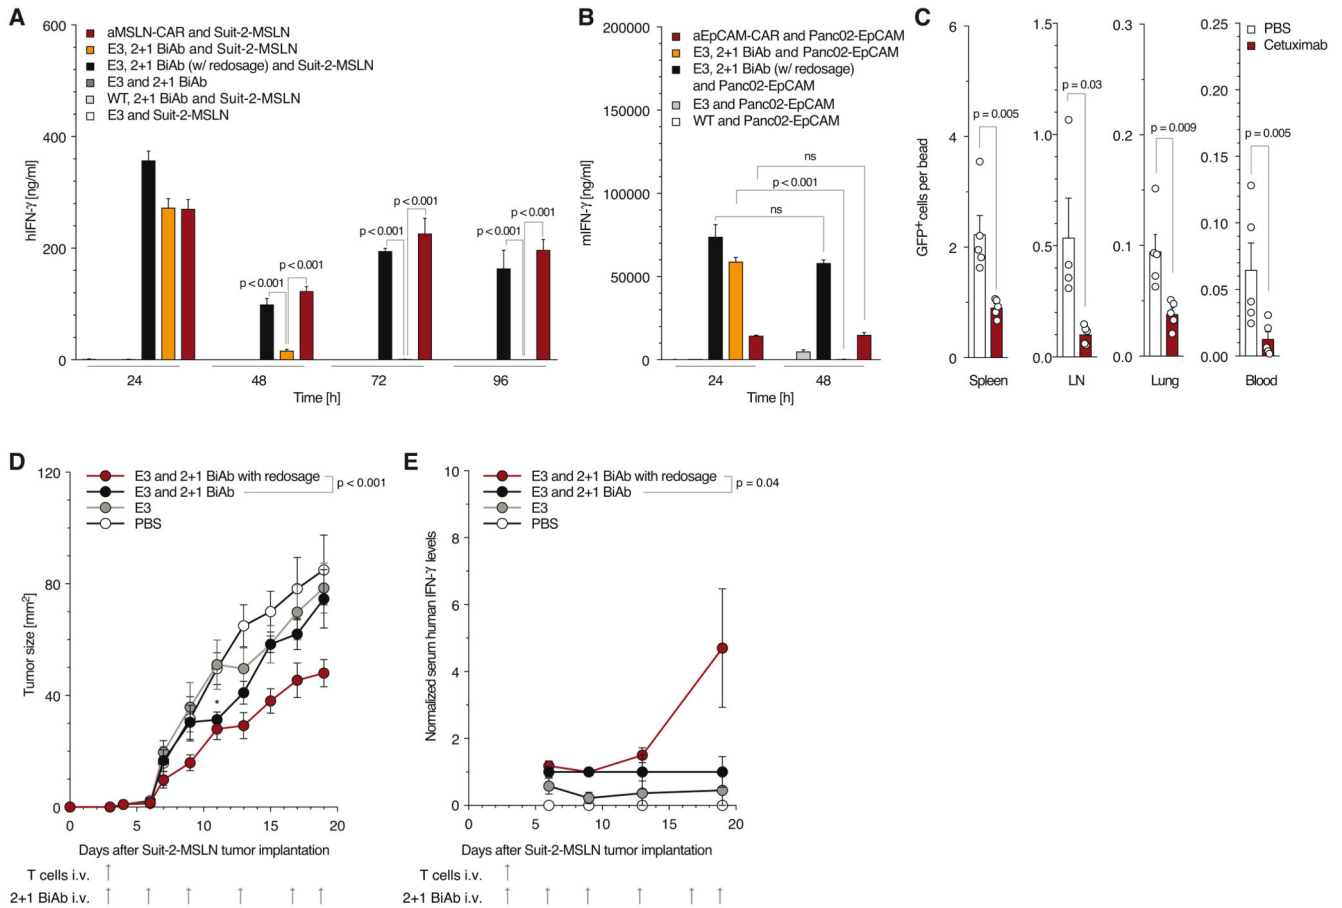 A
600
400
200
0
hIFN-γ [ng/ml]
aMSLN-CAR and Suit-2-MSLN
E3, 2+1 BiAb and Suit-2-MSLN
E3, 2+1 BiAb (w/ redosage) and Suit-2-MSLN
E3 and 2+1 BiAb
WT, 2+1 BiAb and Suit-2-MSLN
E3 and Suit-2-MSLN
p < 0.001
p < 0.001
p < 0.001
p < 0.001
p < 0.001
p < 0.001
24 48 72 96
Time [h]
B
200000
150000
100000
50000
0
mIFN-γ [ng/ml]
aEpCAM-CAR and Panc02-EpCAM
E3, 2+1 BiAb and Panc02-EpCAM
E3, 2+1 BiAb (w/ redosage)
and Panc02-EpCAM
E3 and Panc02-EpCAM
WT and Panc02-EpCAM
ns
p < 0.001
ns
24 48
Time [h]
C
GFP+cells per bead
PBS
Cetuximab
6
4
2
0
p = 0.005
Spleen
1.5
1.0
0.5
0.0
p = 0.03
LN
0.3
0.2
0.1
0.0
p = 0.009
Lung
0.25
0.20
0.15
0.10
0.05
0.00
p = 0.005
Blood
D
120
80
40
0
Tumor size [mm²]
E3 and 2+1 BiAb with redosage
E3 and 2+1 BiAb
E3
PBS
p < 0.001
*
0 5 10 15 20
Days after Suit-2-MSLN tumor implantation
T cells i.v. ↑
2+1 BiAb i.v. ↑ ↑ ↑ ↑ ↑ ↑
E
10
8
6
4
2
0
Normalized serum human IFN-γ levels
E3 and 2+1 BiAb with redosage
E3 and 2+1 BiAb
E3
PBS
p = 0.04
0 5 10 15 20
Days after Suit-2-MSLN tumor implantation
T cells i.v. ↑
2+1 BiAb i.v. ↑ ↑ ↑ ↑ ↑ ↑